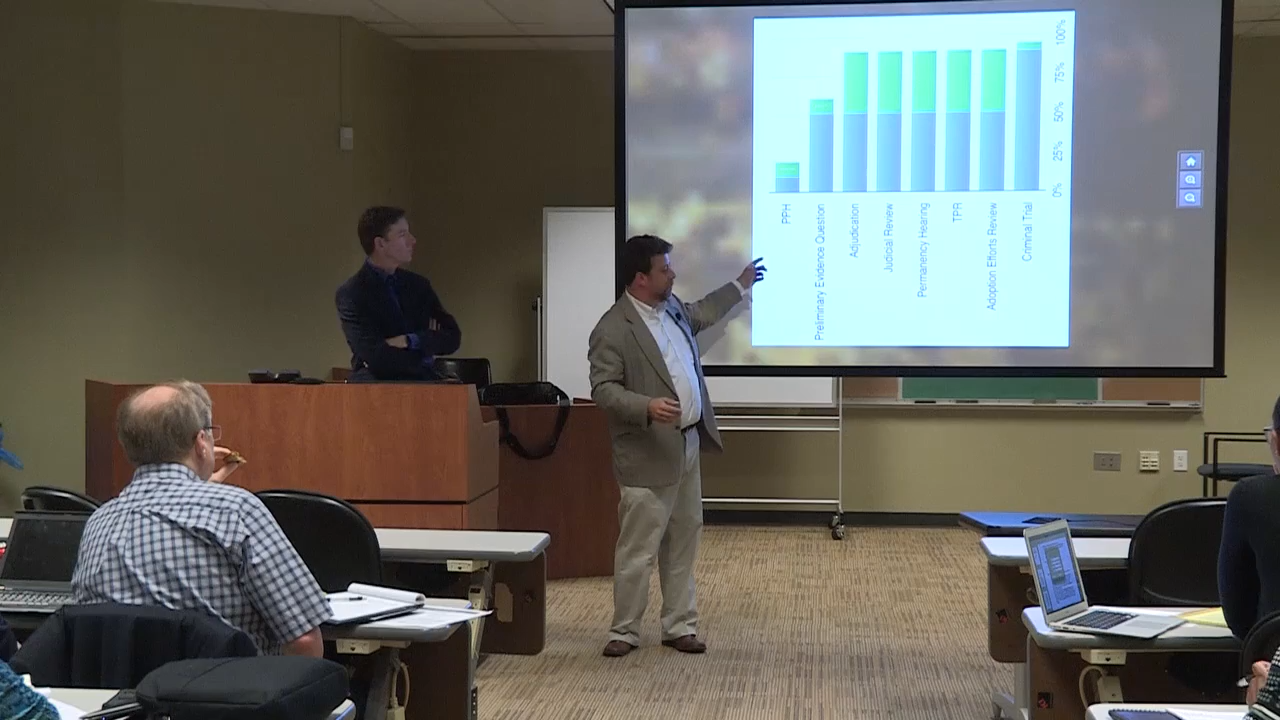 PPH
Preliminary Evidence Question
Adjudication
Judicial Review
Permanency Hearing
TPR
Adoption Efforts Review
Criminal Trial
0%
25%
50%
75%
100%